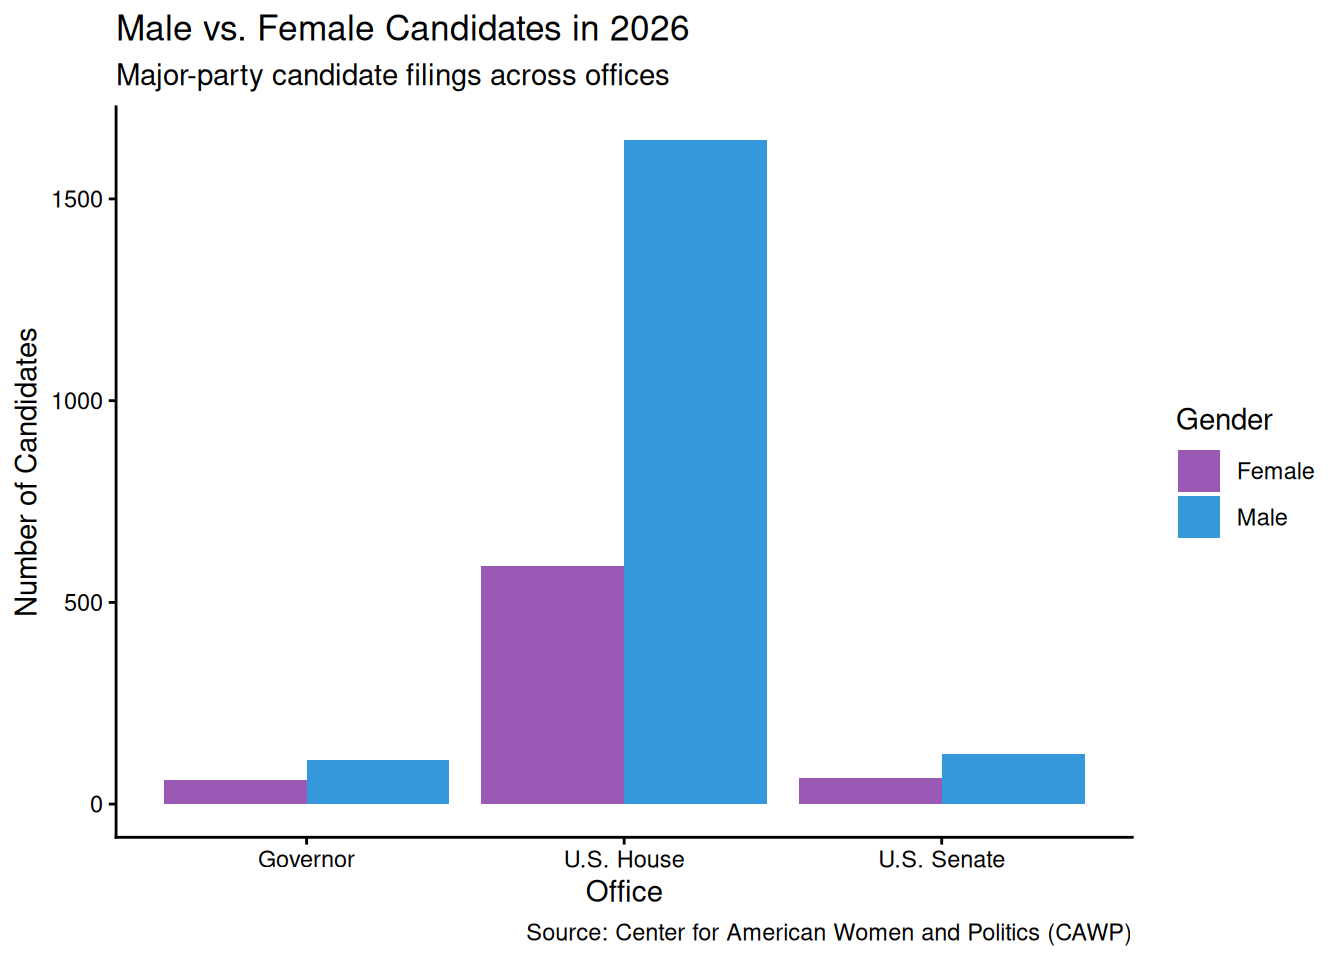 Male vs. Female Candidates in 2026
Major-party candidate filings across offices
Number of Candidates
1500
1000
500
0
Governor
U.S. House
U.S. Senate
Office
Gender
Female
Male
Source: Center for American Women and Politics (CAWP)